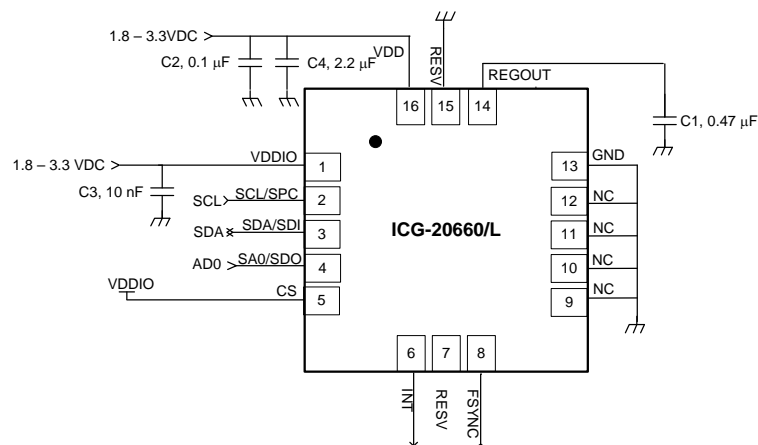 1.8 – 3.3VDC
C2, 0.1 μF
C4, 2.2 μF
VDD
RESV
REGOUT
C1, 0.47 μF
16
15
14
1.8 – 3.3 VDC
VDDIO
C3, 10 nF
1
SCL
SCL/SPC
2
SDA
SDA/SDI
3
AD0
SA0/SDO
4
VDDIO
CS
5
ICG-20660/L
13
GND
12
NC
11
NC
10
NC
9
NC
6
7
8
INT
RESV
FSYNC